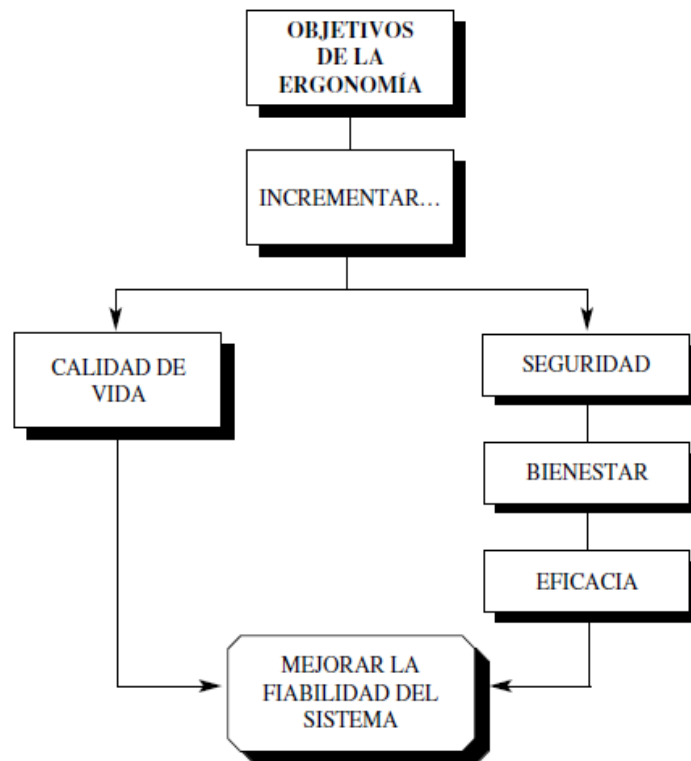 OBJETIVOS
DE LA
ERGONOMÍA
INCREMENTAR…
CALIDAD DE
VIDA
SEGURIDAD
BIENESTAR
EFICACIA
MEJORAR LA
FIABILIDAD DEL
SISTEMA